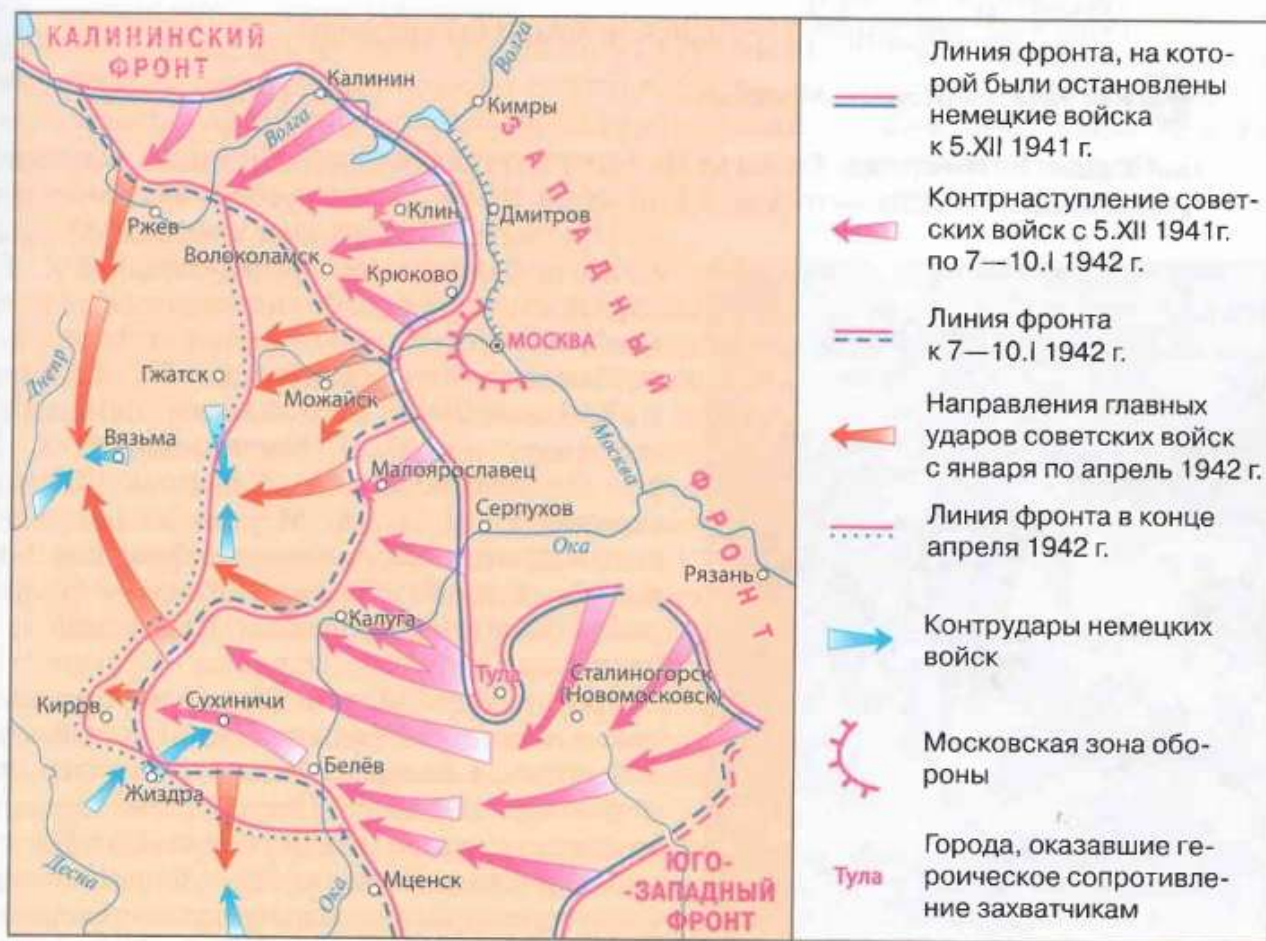 КАЛИНИНСКИЙ
ФРОНТ
Калинин
Волга
Кимры
Волга
ЗАПАДНЫЙ ФРОНТ
Ржев
Клин
Дмитров
Волоколамск
Крюково
МОСКВА
Днепр
Гжатск
Можайск
Вязьма
Москва
Малоярославец
Серпухов
Ока
Рязань
Калуга
Тула
Сталиногорск
(Новомосковск)
Киров
Сухиничи
Белёв
Жиздра
Десна
Ока
Мценск
ЮГО-
-ЗАПАДНЫЙ
ФРОНТ
Линия фронта, на кото-
рой были остановлены
немецкие войска
к 5.XII 1941 г.
Контрнаступление совет-
ских войск с 5.XII 1941г.
по 7—10.I 1942 г.
Линия фронта
к 7—10.I 1942 г.
Направления главных
ударов советских войск
с января по апрель 1942 г.
Линия фронта в конце
апреля 1942 г.
Контрудары немецких
войск
Московская зона обо-
роны
Тула
Города, оказавшие ге-
роическое сопротивле-
ние захватчикам